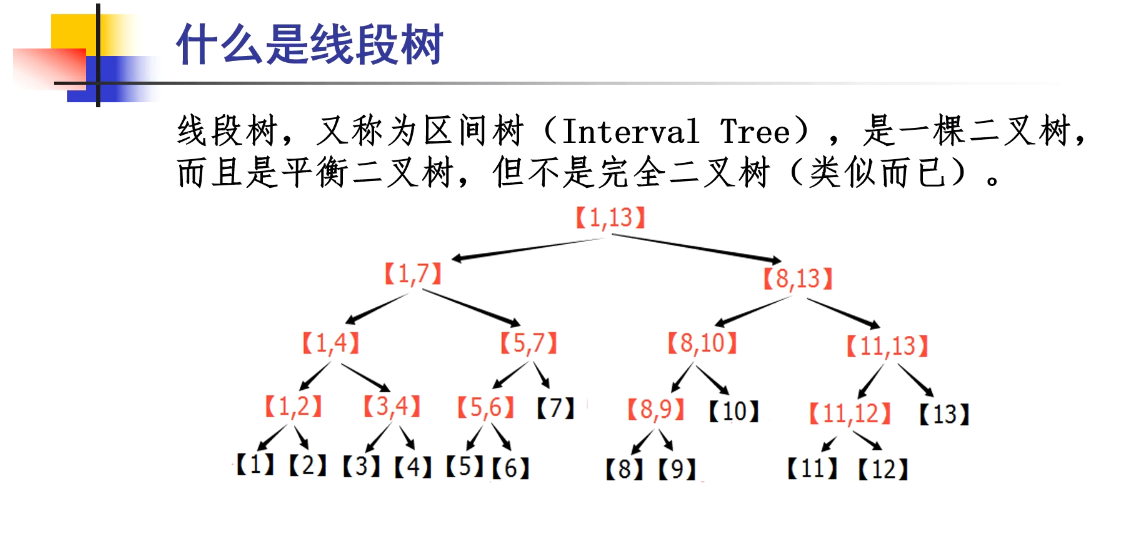 什么是线段树
线段树，又称为区间树（Interval Tree），是一棵二叉树，
而且是平衡二叉树，但不是完全二叉树（类似而已）。
【1,13】
【1,7】 【8,13】
【1,4】 【5,7】 【8,10】 【11,13】
【1,2】 【3,4】 【5,6】 【7】 【8,9】 【10】 【11,12】 【13】
【1】 【2】 【3】 【4】 【5】 【6】 【8】 【9】 【11】 【12】